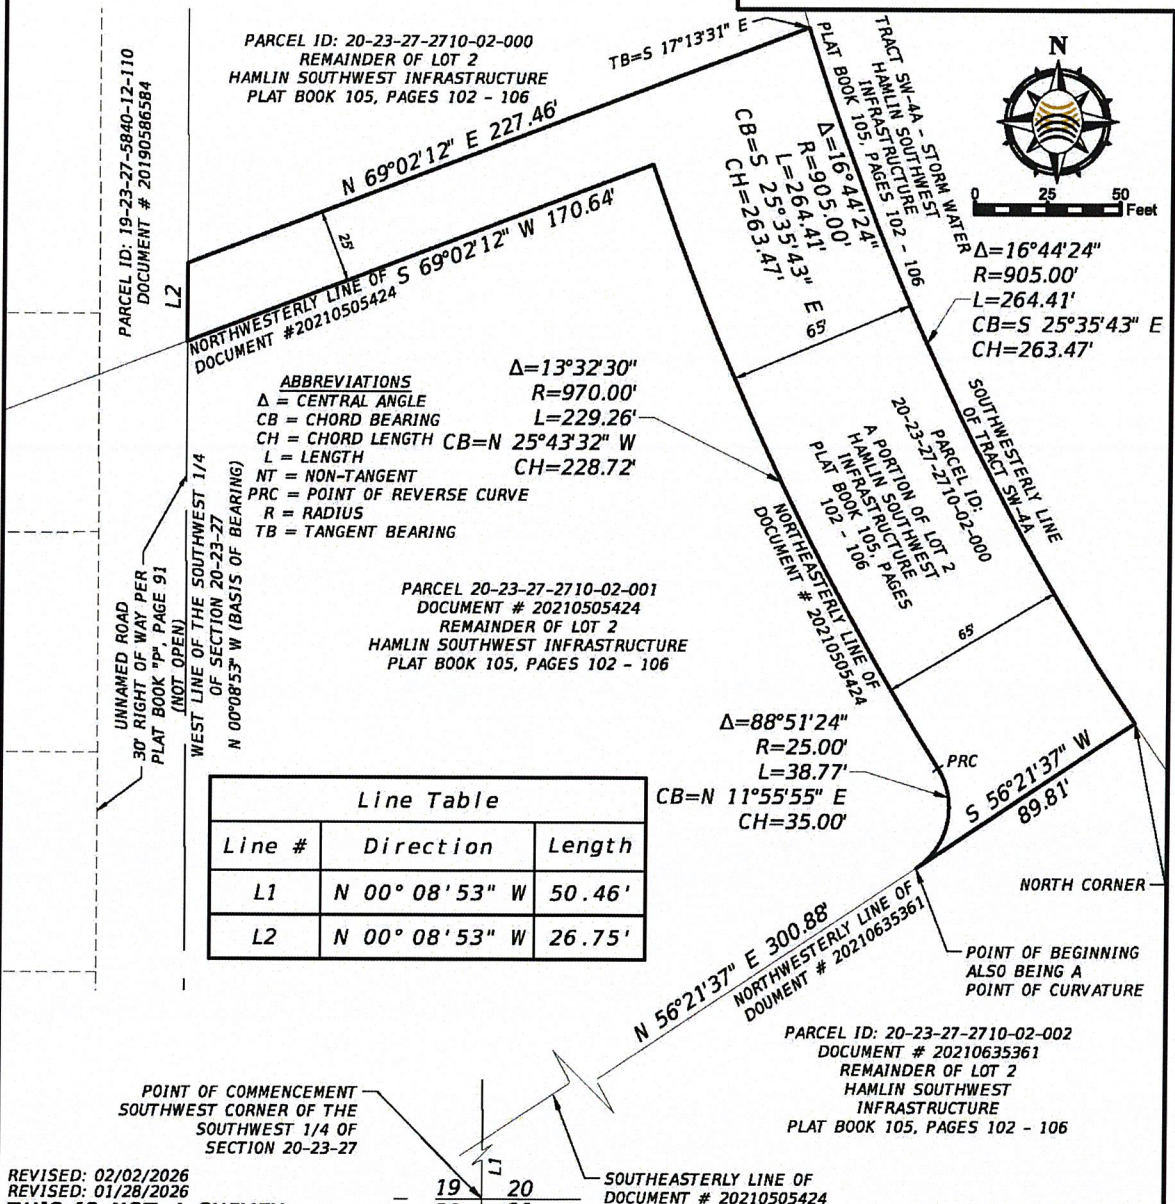 PARCEL ID: 20-23-27-2710-02-000
REMAINDER OF LOT 2
HAMLIN SOUTHWEST INFRASTRUCTURE
PLAT BOOK 105, PAGES 102 - 106
PARCEL ID: 19-23-27-5840-12-110
DOCUMENT # 20190586584
TB=S 17°13'31" E
TRACT SW-4A - STORM WATER
HAMLIN SOUTHWEST
INFRASTRUCTURE
PLAT BOOK 105, PAGES 102 - 106
N
0 25 50
Feet
N 69°02'12" E 227.46'
25'
S 69°02'12" W 170.64'
L2
NORTHWESTERLY LINE OF
DOCUMENT #20210505424
Δ=16°44'24"
R=905.00'
L=264.41'
CB=S 25°35'43" E
CH=263.47'
65'
Δ=16°44'24"
R=905.00'
L=264.41'
CB=S 25°35'43" E
CH=263.47'
ABBREVIATIONS
Δ = CENTRAL ANGLE
CB = CHORD BEARING
CH = CHORD LENGTH
L = LENGTH
NT = NON-TANGENT
PRC = POINT OF REVERSE CURVE
R = RADIUS
TB = TANGENT BEARING
Δ=13°32'30"
R=970.00'
L=229.26'
CB=N 25°43'32" W
CH=228.72'
SOUTHWESTERLY LINE
OF TRACT SW-4A
PARCEL ID:
20-23-27-2710-02-000
A PORTION OF LOT 2
HAMLIN SOUTHWEST
INFRASTRUCTURE
PLAT BOOK 105, PAGES
102 - 106
NORTHEASTERLY LINE OF
DOCUMENT # 20210505424
65'
UNNAMED ROAD
30' RIGHT OF WAY PER
PLAT BOOK "P", PAGE 91
(NOT OPEN)
WEST LINE OF THE SOUTHWEST 1/4
OF SECTION 20-23-27
N 00°08'53" W (BASIS OF BEARING)
PARCEL 20-23-27-2710-02-001
DOCUMENT # 20210505424
REMAINDER OF LOT 2
HAMLIN SOUTHWEST INFRASTRUCTURE
PLAT BOOK 105, PAGES 102 - 106
Δ=88°51'24"
R=25.00'
L=38.77'
CB=N 11°55'55" E
CH=35.00'
PRC
S 56°21'37" W
89.81'
NORTH CORNER
Line Table
Line # Direction Length
L1 N 00° 08'53" W 50.46'
L2 N 00° 08'53" W 26.75'
N 56°21'37" E 300.88'
NORTHWESTERLY LINE OF
DOUMENT # 20210635361
POINT OF BEGINNING
ALSO BEING A
POINT OF CURVATURE
PARCEL ID: 20-23-27-2710-02-002
DOCUMENT # 20210635361
REMAINDER OF LOT 2
HAMLIN SOUTHWEST
INFRASTRUCTURE
PLAT BOOK 105, PAGES 102 - 106
POINT OF COMMENCEMENT
SOUTHWEST CORNER OF THE
SOUTHWEST 1/4 OF
SECTION 20-23-27
L1
19 20
SOUTHEASTERLY LINE OF
DOCUMENT # 20210505424
REVISED: 02/02/2026
REVISED: 01/28/2026